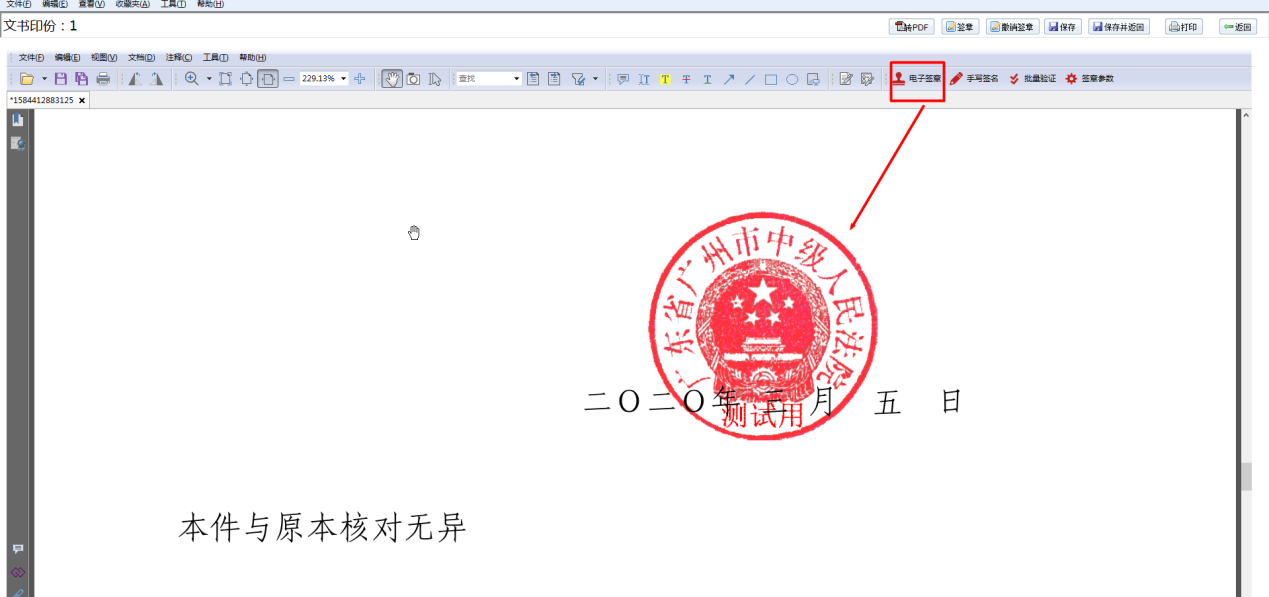 文件(F) 编辑(E) 查看(V) 收藏夹(A) 工具(T) 帮助(H)
文书印份：1
转PDF 签章 撤销签章 保存 保存并返回 打印 返回
文件(F) 编辑(E) 视图(V) 文档(D) 注释(C) 工具(T) 帮助(H)
229.13% 查找 电子签章 手写签名 批量验证 签章参数
*1584412883125
广东省广州市中级人民法院
二〇二〇年 三 月 五 日
测试用
本件与原本核对无异